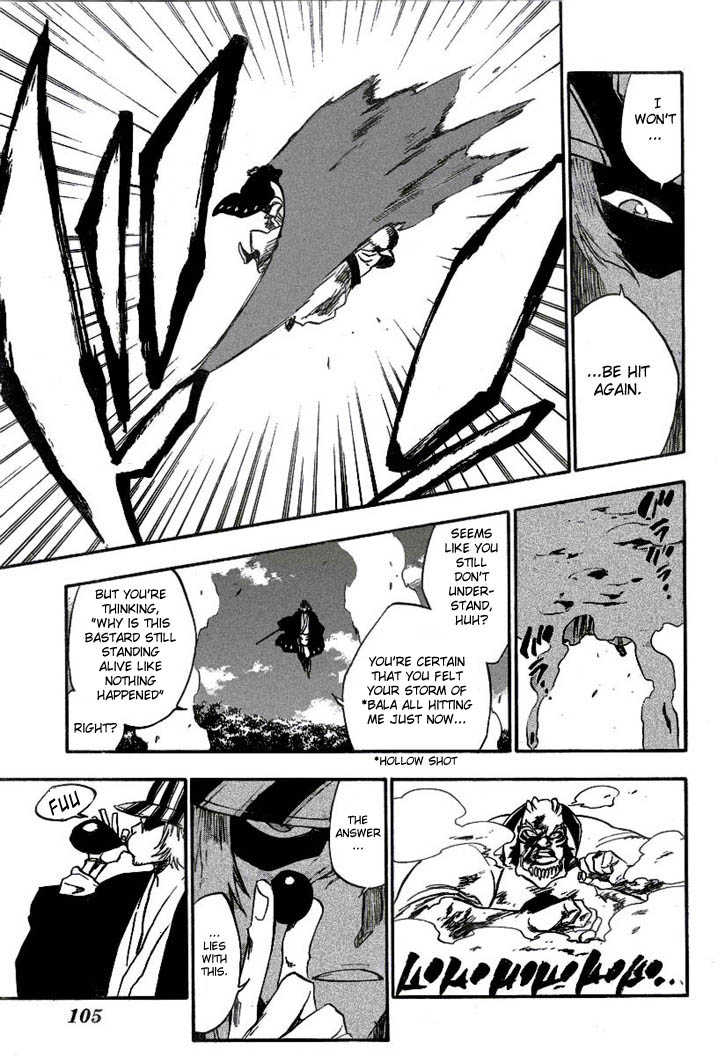 I
WON'T
...
...BE HIT
AGAIN.
SEEMS
LIKE YOU
STILL
DON'T
UNDER-
STAND,
HUH?
YOU'RE CERTAIN
THAT YOU FELT
YOUR STORM OF
*BALA ALL HITTING
ME JUST NOW...
*HOLLOW SHOT
BUT YOU'RE
THINKING,
"WHY IS THIS
BASTARD STILL
STANDING
ALIVE LIKE
NOTHING
HAPPENED"
RIGHT?
THE
ANSWER
...
...
LIES
WITH
THIS.
FUU
105